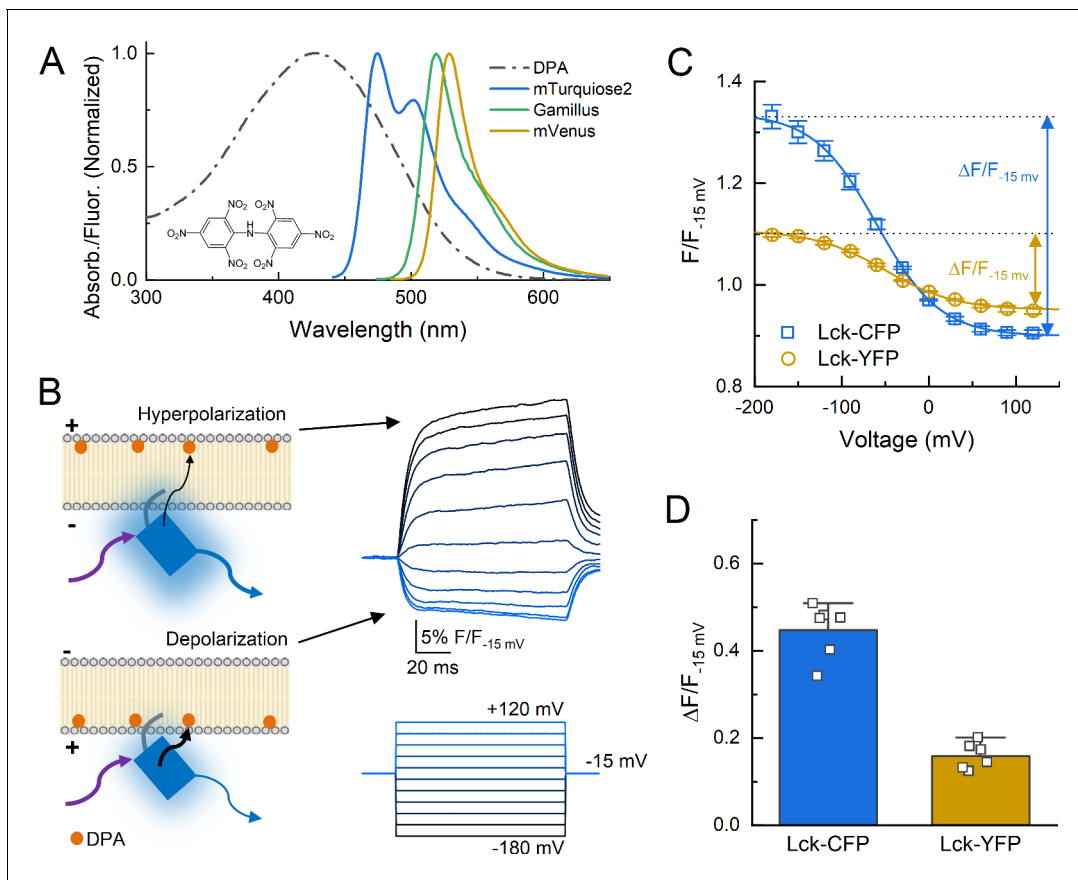 A
Absorb./Fluor. (Normalized)
1.0
0.5
0.0
300
400
500
600
Wavelength (nm)
DPA
mTurquiose2
Gamillus
mVenus
NO₂
NO₂
H
N
NO₂
NO₂
NO₂
NO₂
B
Hyperpolarization
+
-
Depolarization
-
+
DPA
5% F/F-15 mV
20 ms
+120 mV
-15 mV
-180 mV
C
F/F-15 mV
1.4
1.2
1.0
0.8
-200
-100
0
100
Voltage (mV)
ΔF/F-15 mv
ΔF/F-15 mv
Lck-CFP
Lck-YFP
D
ΔF/F-15 mV
0.6
0.4
0.2
0.0
Lck-CFP
Lck-YFP